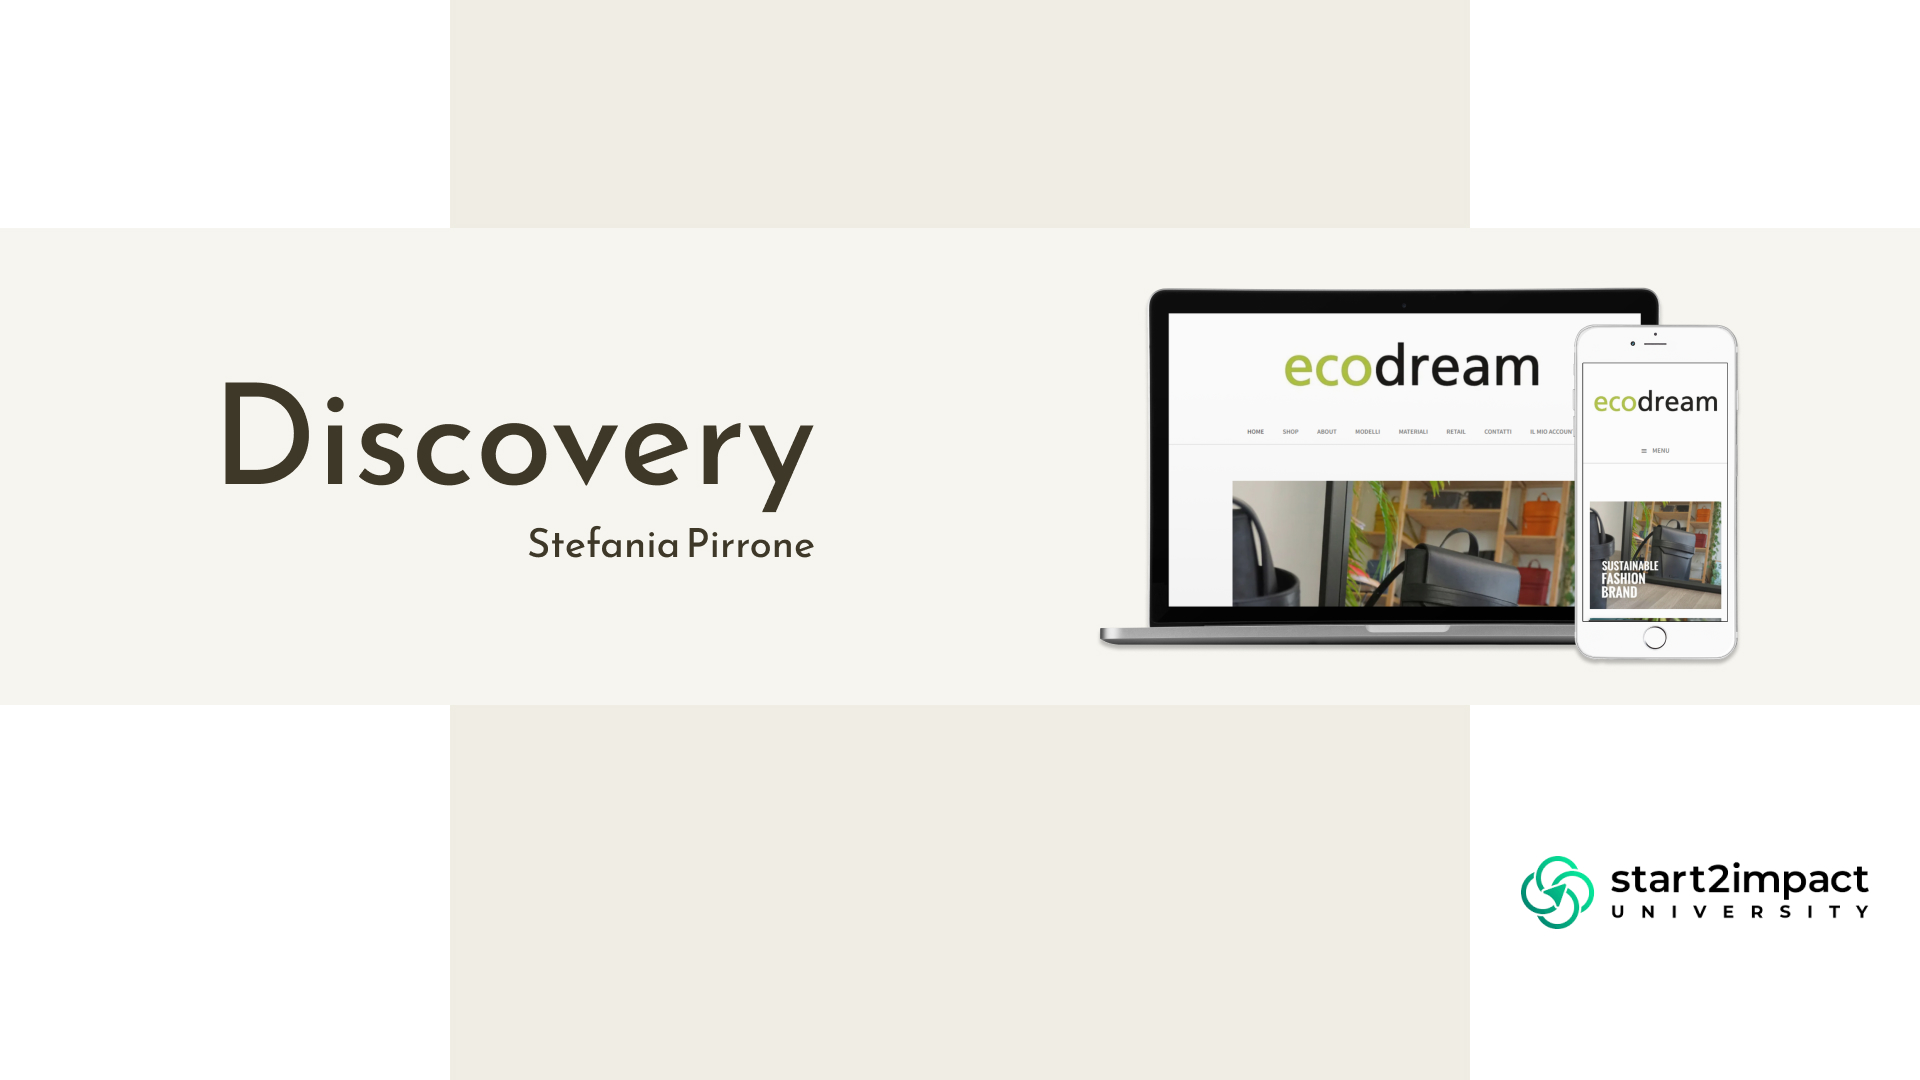 Discovery
Stefania Pirrone
ecodream
HOME SHOP ABOUT MODELLI MATERIALI RETAIL CONTATTI IL MIO ACCOUN
ecodream
MENU
SUSTAINABLE
FASHION
BRAND
start2impact
UNIVERSITY